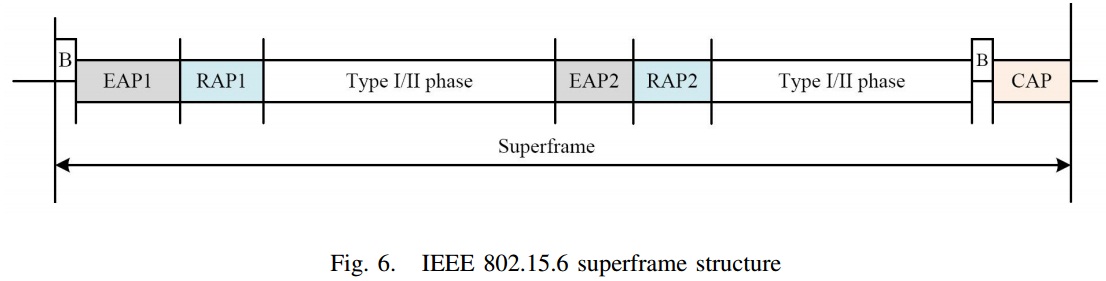 B EAP1 RAP1 Type I/II phase EAP2 RAP2 Type I/II phase B CAP
Superframe
Fig. 6. IEEE 802.15.6 superframe structure